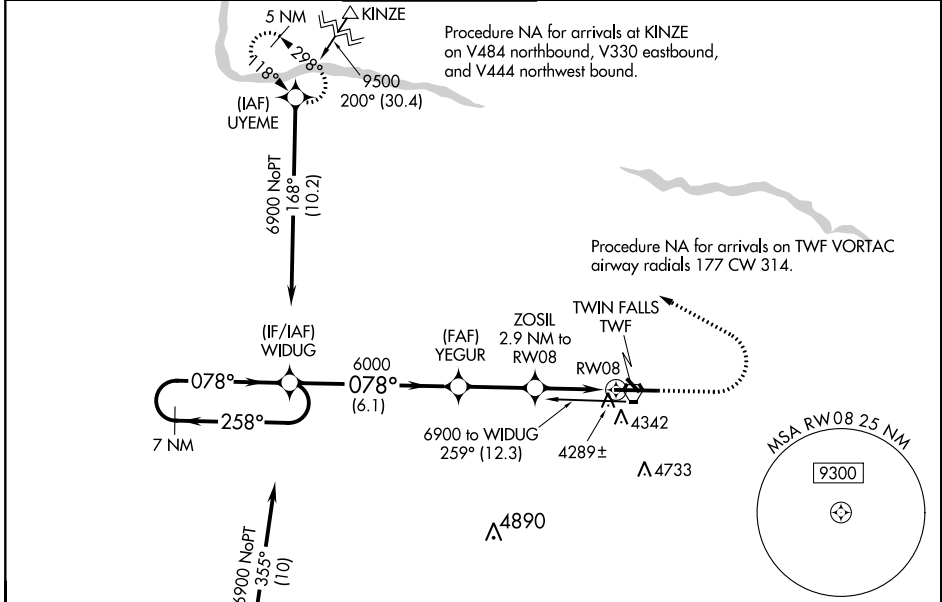 5 NM
KINZE
298°
118°
9500
200° (30.4)
(IAF)
UYEME
Procedure NA for arrivals at KINZE
on V484 northbound, V330 eastbound,
and V444 northwest bound.
6900 NoPT
168°
(10.2)
Procedure NA for arrivals on TWF VORTAC
airway radials 177 CW 314.
(IF/IAF)
WIDUG
078°
258°
7 NM
6000
078°
(6.1)
(FAF)
YEGUR
ZOSIL
2.9 NM to
RW08
TWIN FALLS
TWF
RW08
6900 to WIDUG
259° (12.3)
4289±
4342
4733
4890
MSA RW08 25 NM
9300
6900 NoPT
355°
(10)